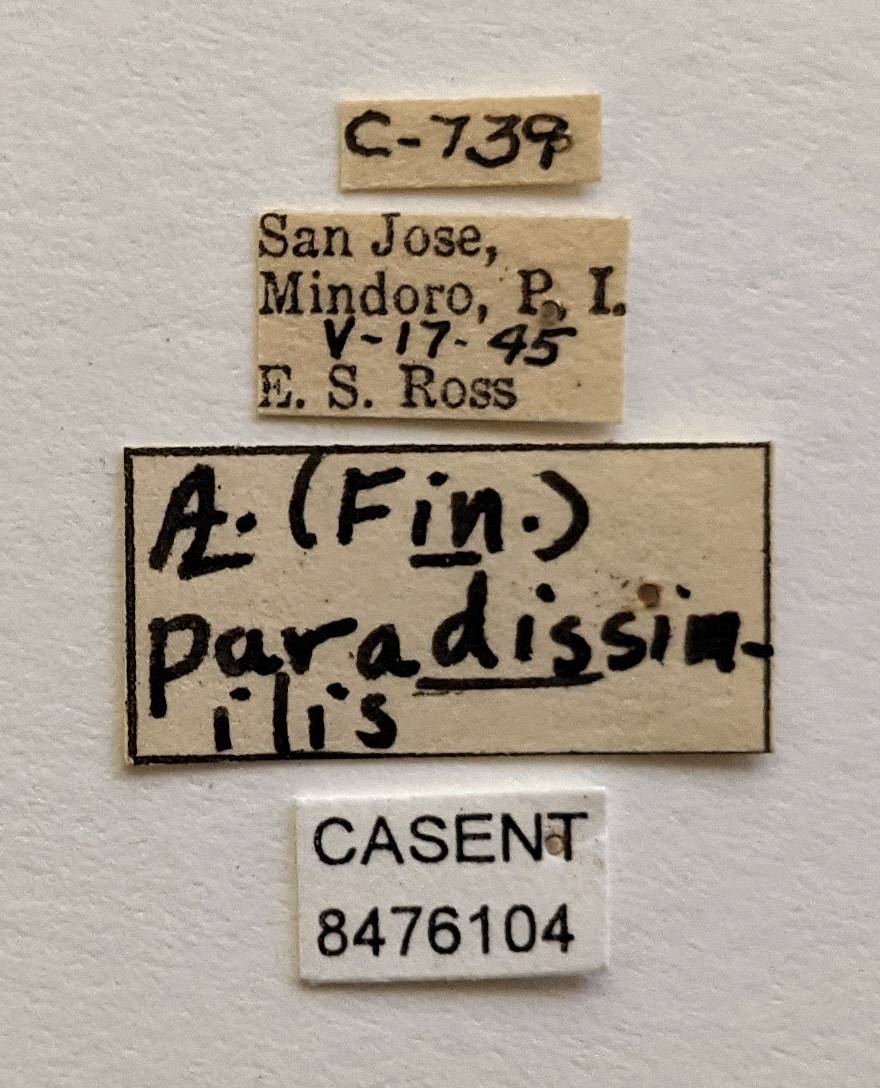 C-739
San Jose,
Mindoro, P. I.
V-17-45
E. S. Ross
A. (Fin.)
paradissim-
ilis
CASENT
8476104